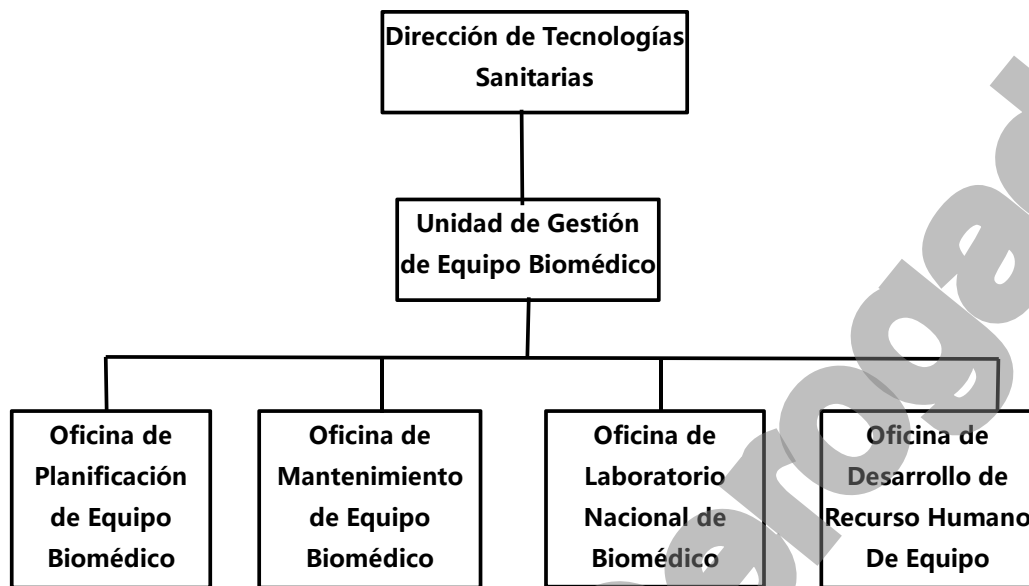 Dirección de Tecnologías
Sanitarias
Unidad de Gestión
de Equipo Biomédico
Oficina de
Planificación
de Equipo
Biomédico
Oficina de
Mantenimiento
de Equipo
Biomédico
Oficina de
Laboratorio
Nacional de
Biomédico
Oficina de
Desarrollo de
Recurso Humano
De Equipo